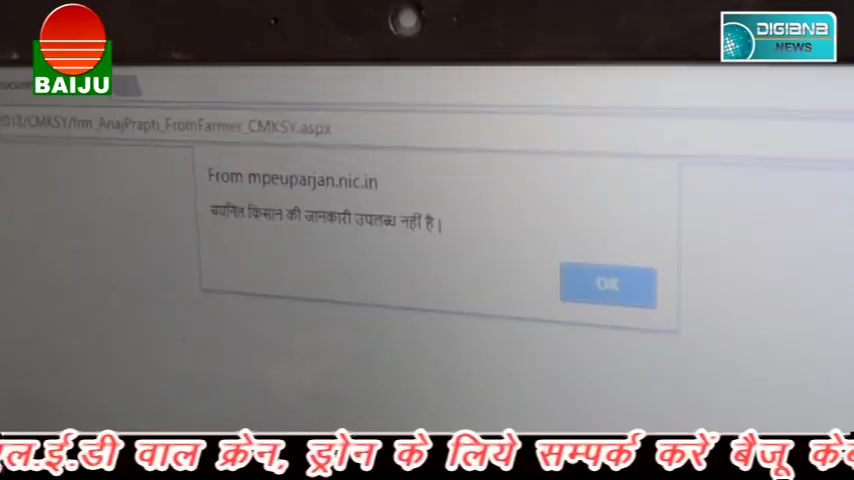 BAIJU
DIGIANA
NEWS
2018/CMKSY/frm_AnajPrapti_FromFarmer_CMKSY.aspx
From mpeuparjan.nic.in
चयनित किसान की जानकारी उपलब्ध नहीं है |
OK
एल.ई.डी वाल क्रेन, ड्रोन के लिये सम्पर्क करें बैजू